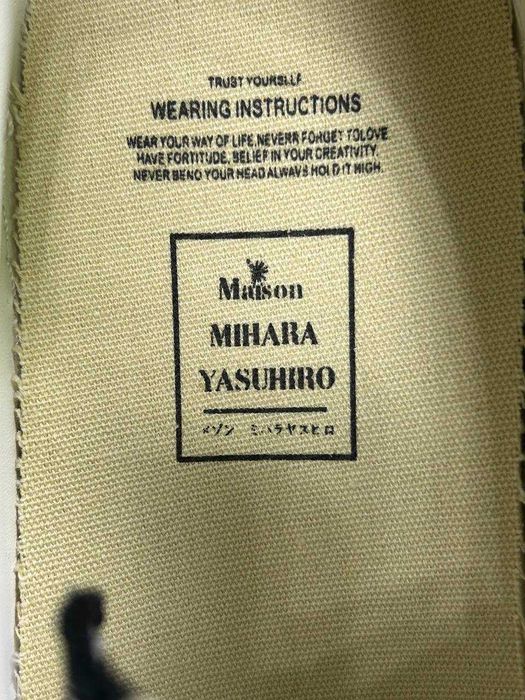 TRUST YOURSELF
WEARING INSTRUCTIONS
WEAR YOUR WAY OF LIFE, NEVERR FORGET TOLOVE
HAVE FORTITUDE, BELIEF IN YOUR CREATIVITY.
NEVER BEND YOUR HEAD ALWAYS HOLD IT HIGH.
Maison
MIHARA
YASUHIRO
メゾン ミハラヤスヒロ